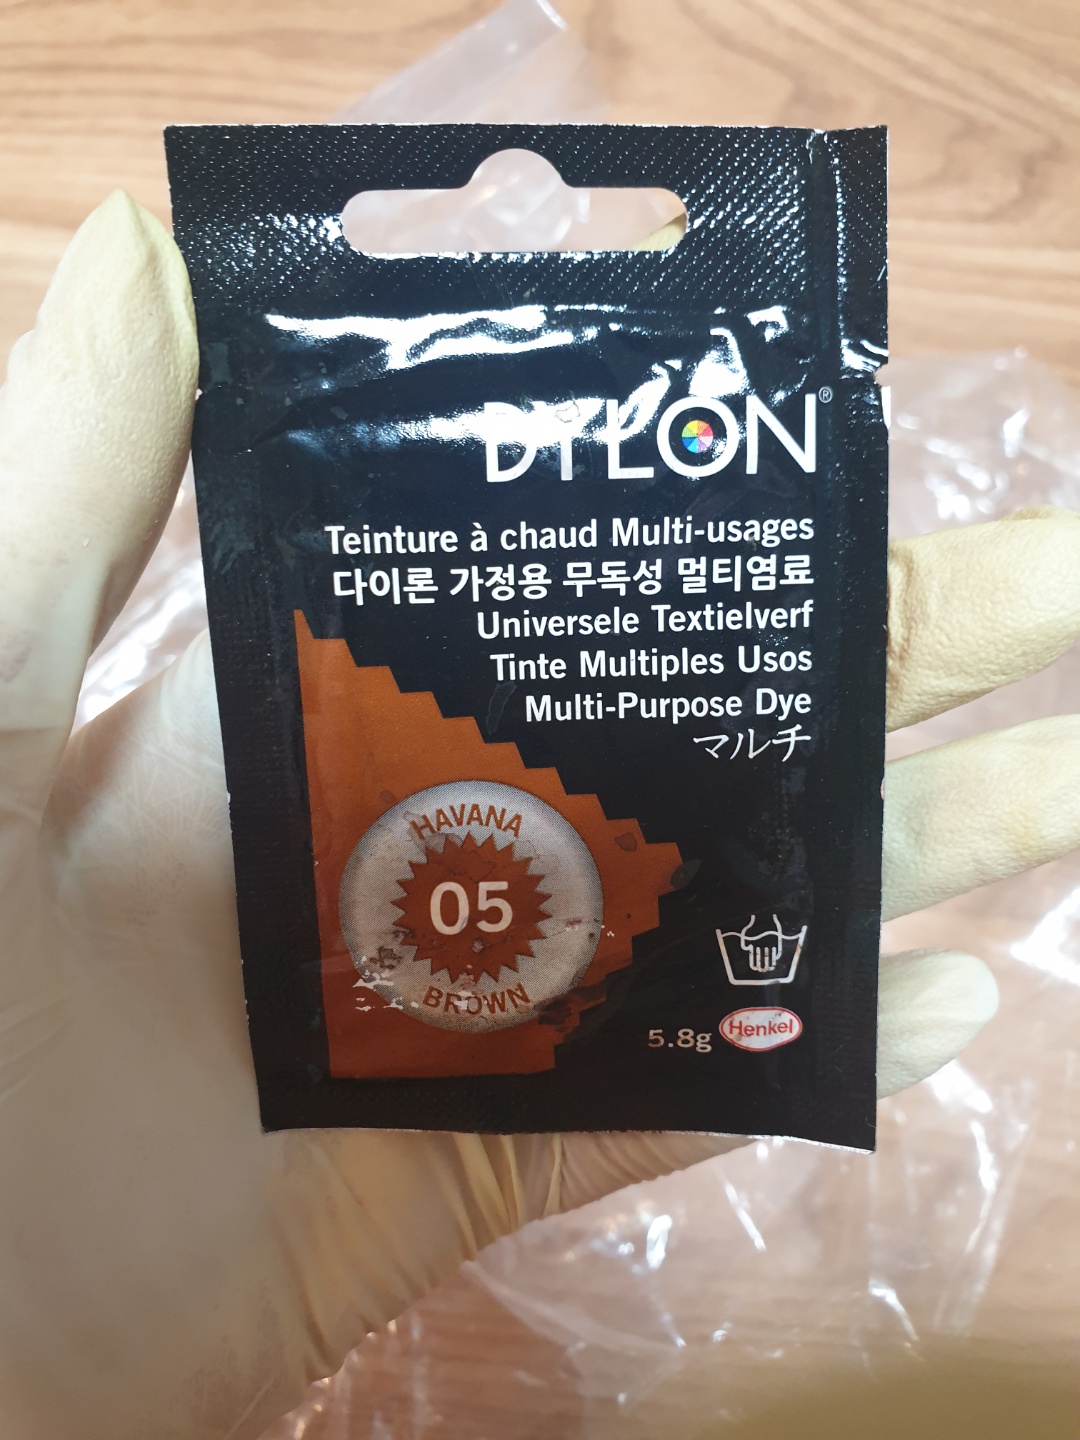 DYLON®
Teinture à chaud Multi-usages
다이론 가정용 무독성 멀티염료
Universele Textielverf
Tinte Multiples Usos
Multi-Purpose Dye
マルチ
HAVANA
05
BROWN
5.8g Henkel